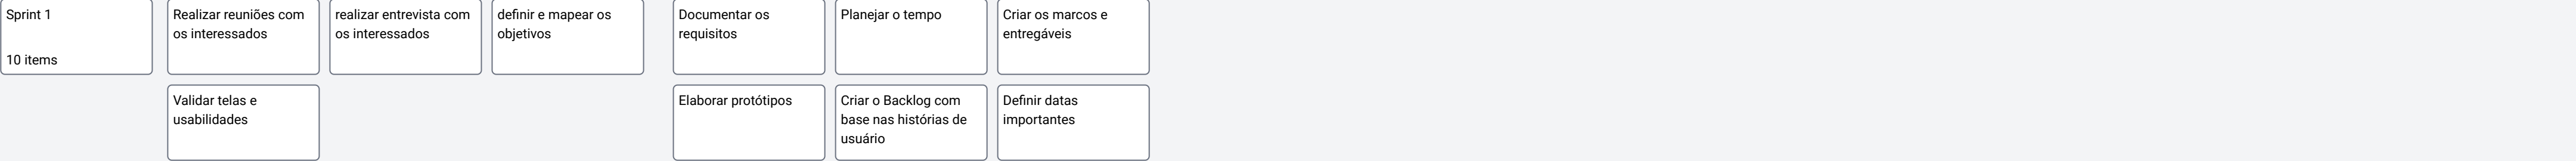 Sprint 1
10 items
Realizar reuniões com
os interessados
realizar entrevista com
os interessados
definir e mapear os
objetivos
Documentar os
requisitos
Planejar o tempo
Criar os marcos e
entregáveis
Validar telas e
usabilidades
Elaborar protótipos
Criar o Backlog com
base nas histórias de
usuário
Definir datas
importantes